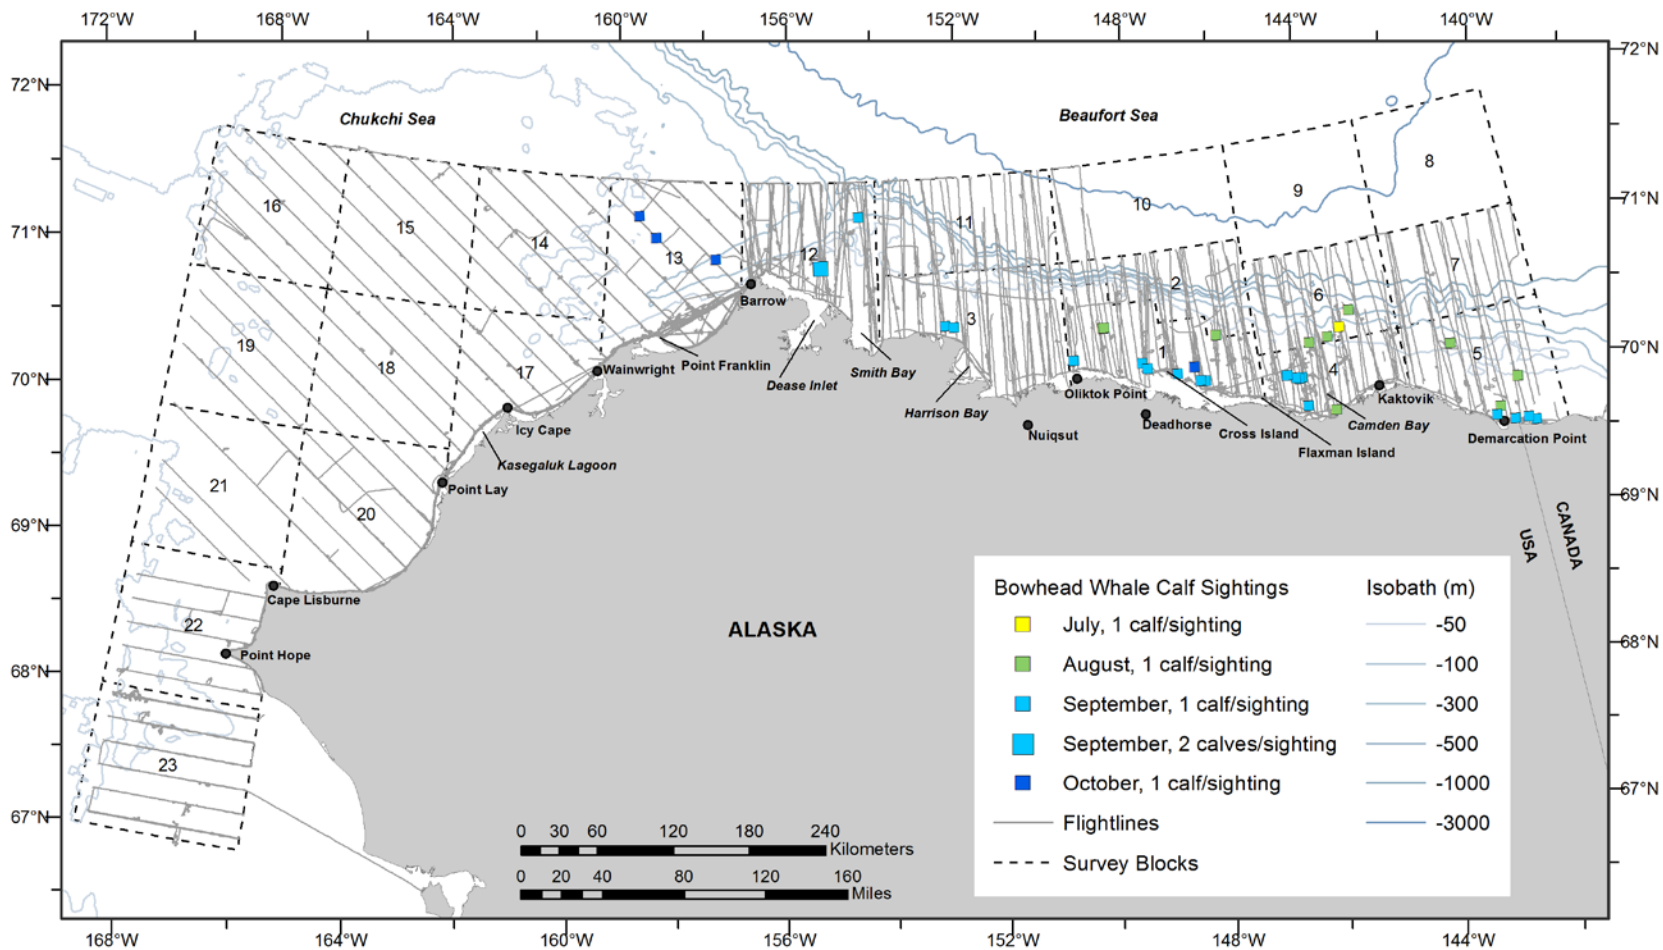 172°W 168°W 164°W 160°W 156°W 152°W 148°W 144°W 140°W
72°N
72°N
Chukchi Sea
Beaufort Sea
8
9
10
71°N
71°N
16
15
14
13
12
11
2
7
6
Barrow
3
70°N
70°N
19
18
17
Wainwright
Point Franklin
Dease Inlet
Smith Bay
Harrison Bay
1
4
5
Oliktok Point
Kaktovik
Icy Cape
Nuiqsut
Deadhorse
Cross Island
Camden Bay
Flaxman Island
Demarcation Point
Kasegaluk Lagoon
Point Lay
21
20
69°N
69°N
USA
CANADA
Cape Lisburne
22
Point Hope
ALASKA
68°N
68°N
23
67°N
67°N
Bowhead Whale Calf Sightings
July, 1 calf/sighting
August, 1 calf/sighting
September, 1 calf/sighting
September, 2 calves/sighting
October, 1 calf/sighting
Flightlines
Survey Blocks
Isobath (m)
-50
-100
-300
-500
-1000
-3000
0 30 60 120 180 240
Kilometers
0 20 40 80 120 160
Miles
168°W 164°W 160°W 156°W 152°W 148°W 144°W 140°W